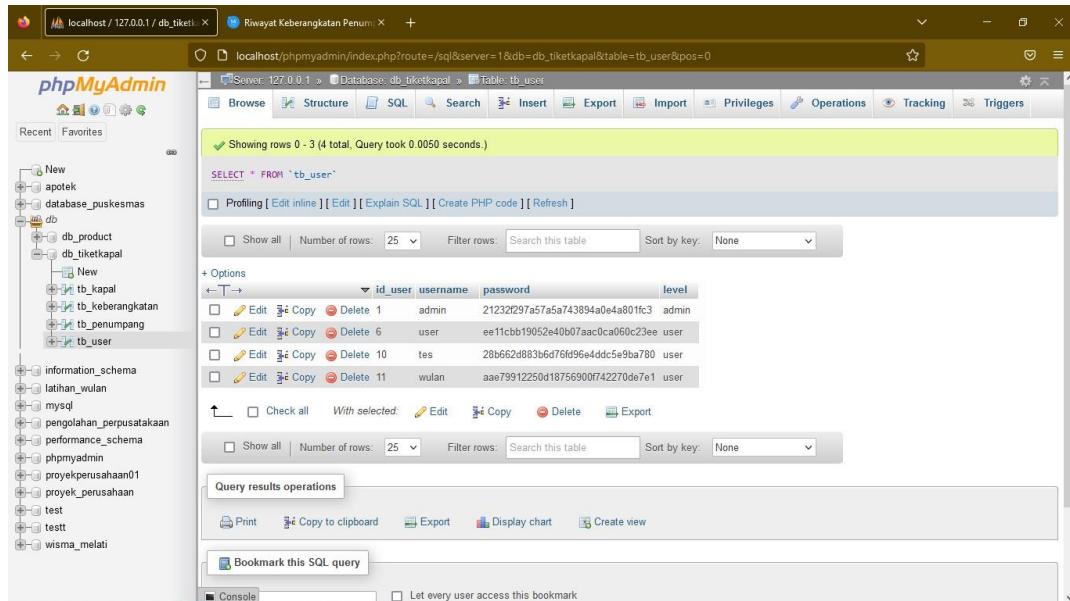 localhost / 127.0.0.1 / db_tiketk
Riwayat Keberangkatan Penum
localhost/phpmyadmin/index.php?route=/sql&server=1&db=db_tiketkapal&table=tb_user&pos=0
phpMyAdmin
Recent Favorites
New
apotek
database_puskesmas
db
db_product
db_tiketkapal
New
tb_kapal
tb_keberangkatan
tb_penumpang
tb_user
information_schema
latihan_wulan
mysql
pengolahan_perpusatakaan
performance_schema
phpmyadmin
proyekperusahaan01
proyek_perusahaan
test
testt
wisma_melati
Server: 127.0.0.1 » Database: db_tiketkapal » Table: tb_user
Browse Structure SQL Search Insert Export Import Privileges Operations Tracking Triggers
Showing rows 0 - 3 (4 total, Query took 0.0050 seconds.)
SELECT * FROM `tb_user`
Profiling [ Edit inline ] [ Edit ] [ Explain SQL ] [ Create PHP code ] [ Refresh ]
Show all | Number of rows: 25 Filter rows: Search this table Sort by key: None
+ Options
←T→ id_user username password level
Edit Copy Delete 1 admin 21232f297a57a5a743894a0e4a801fc3 admin
Edit Copy Delete 6 user ee11cbb19052e40b07aac0ca060c23ee user
Edit Copy Delete 10 tes 28b662d883b6d76fd96e4ddc5e9ba780 user
Edit Copy Delete 11 wulan aae79912250d18756900f742270de7e1 user
Check all With selected: Edit Copy Delete Export
Show all | Number of rows: 25 Filter rows: Search this table Sort by key: None
Query results operations
Print Copy to clipboard Export Display chart Create view
Bookmark this SQL query
Console
Let every user access this bookmark